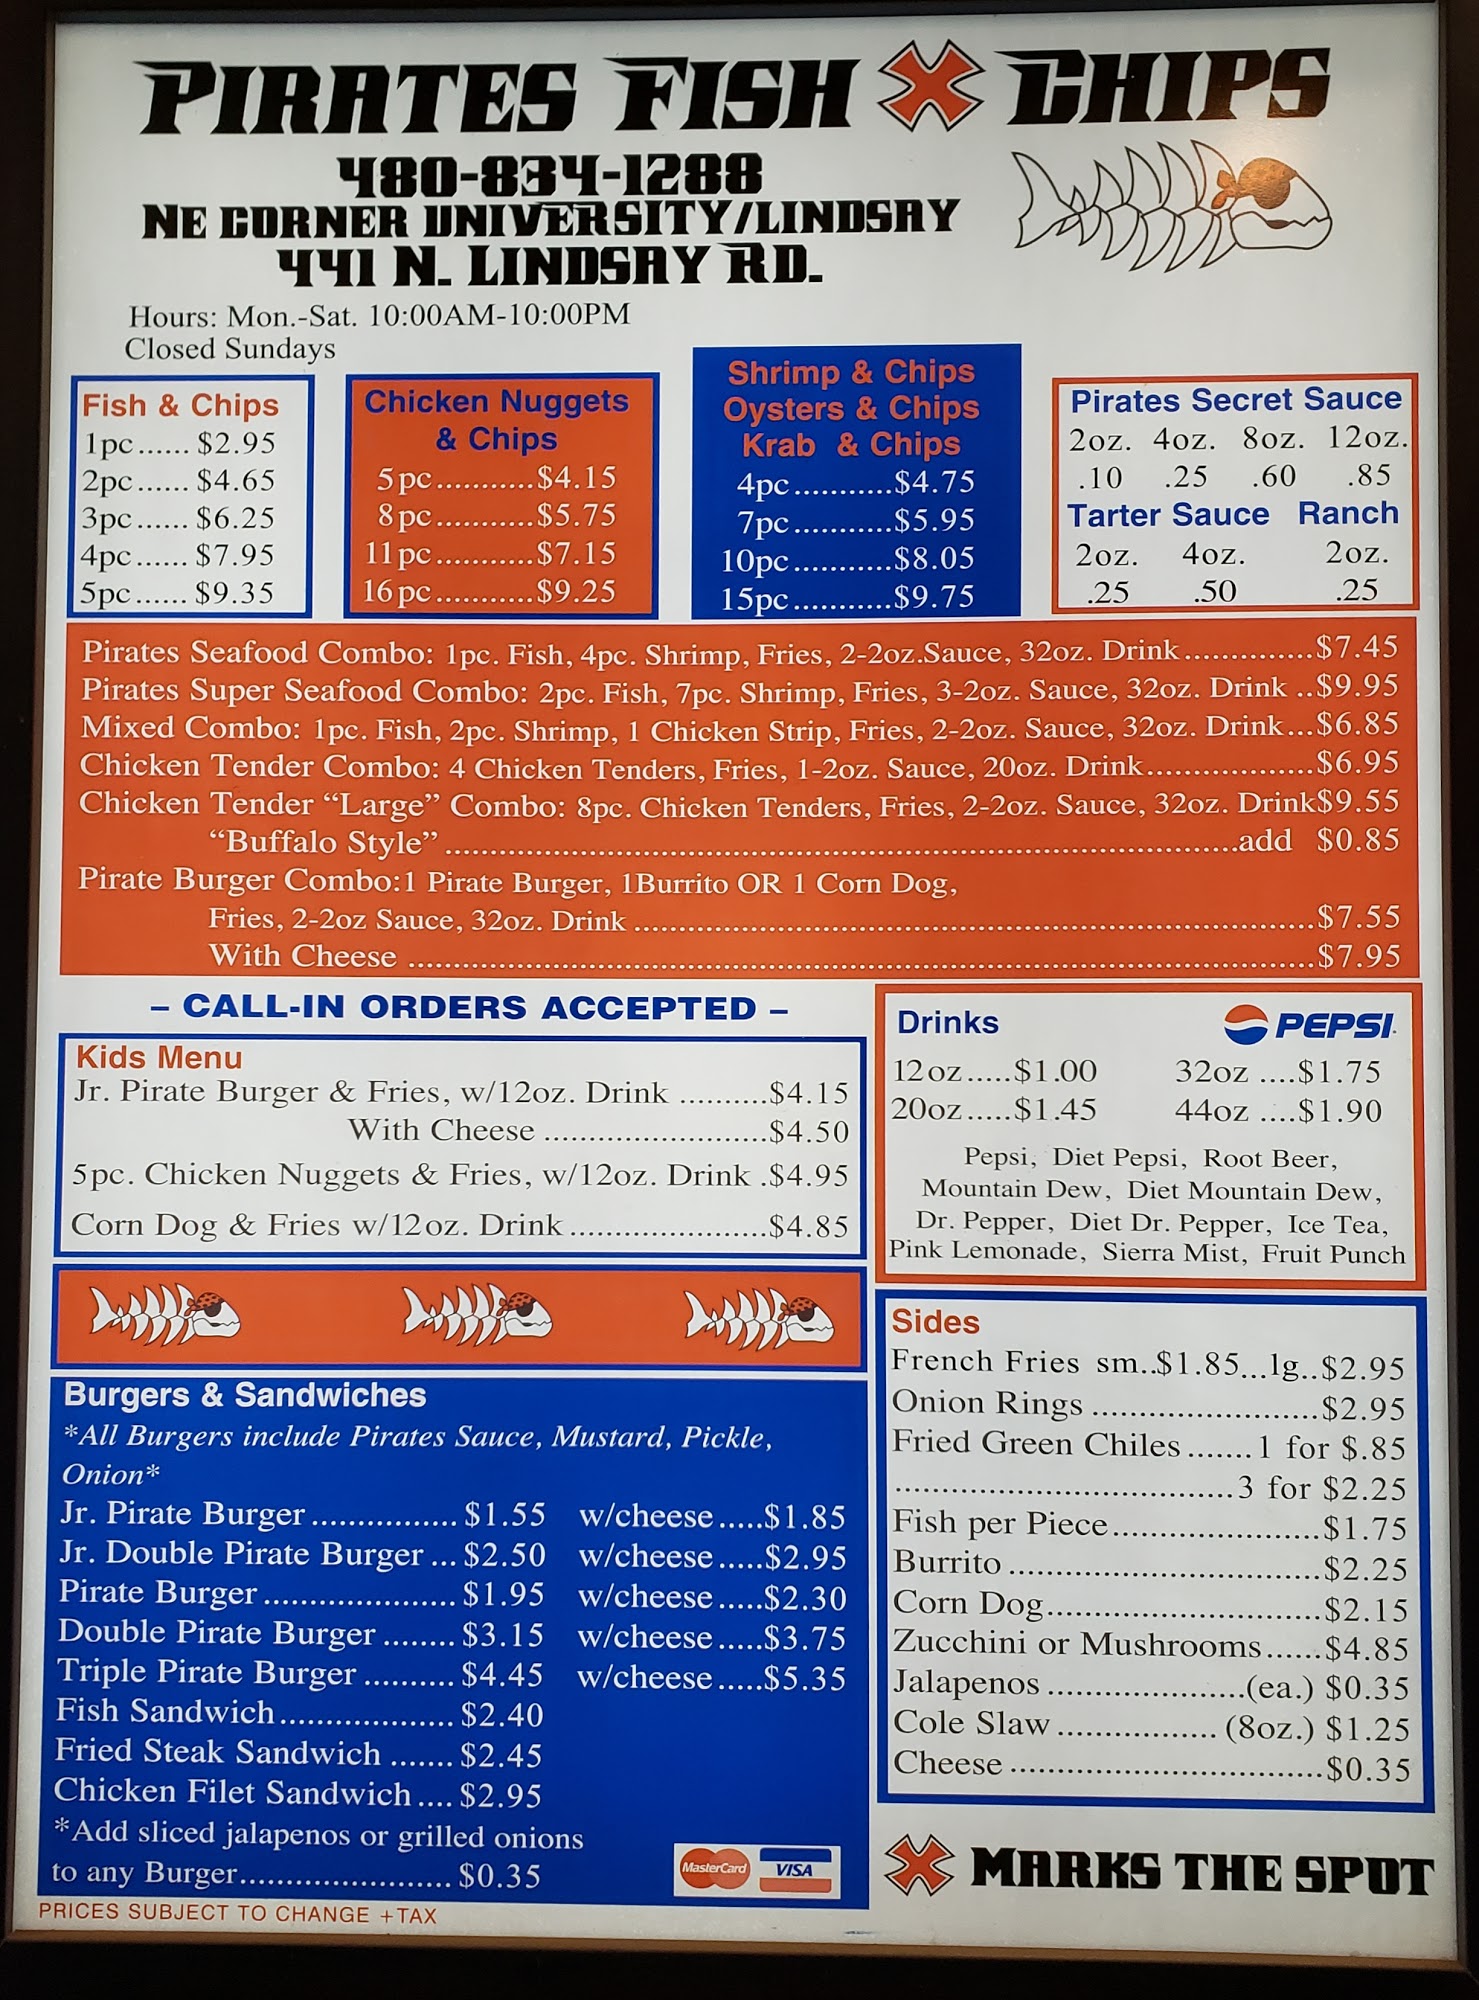 PIRATES FISH X CHIPS
480-834-1288
NE CORNER UNIVERSITY/LINDSAY
441 N. LINDSAY RD.
Hours: Mon.-Sat. 10:00AM-10:00PM
Closed Sundays
Fish & Chips
1pc...... $2.95
2pc...... $4.65
3pc...... $6.25
4pc...... $7.95
5pc...... $9.35
Chicken Nuggets
& Chips
5pc...........$4.15
8pc...........$5.75
11pc...........$7.15
16pc...........$9.25
Shrimp & Chips
Oysters & Chips
Krab & Chips
4pc...........$4.75
7pc...........$5.95
10pc...........$8.05
15pc...........$9.75
Pirates Secret Sauce
2oz. 4oz. 8oz. 12oz.
.10 .25 .60 .85
Tarter Sauce Ranch
2oz. 4oz. 2oz.
.25 .50 .25
Pirates Seafood Combo: 1pc. Fish, 4pc. Shrimp, Fries, 2-2oz.Sauce, 32oz. Drink..............$7.45
Pirates Super Seafood Combo: 2pc. Fish, 7pc. Shrimp, Fries, 3-2oz. Sauce, 32oz. Drink ..$9.95
Mixed Combo: 1pc. Fish, 2pc. Shrimp, 1 Chicken Strip, Fries, 2-2oz. Sauce, 32oz. Drink...$6.85
Chicken Tender Combo: 4 Chicken Tenders, Fries, 1-2oz. Sauce, 20oz. Drink..................$6.95
Chicken Tender “Large” Combo: 8pc. Chicken Tenders, Fries, 2-2oz. Sauce, 32oz. Drink$9.55
“Buffalo Style” ......................................................................................add $0.85
Pirate Burger Combo:1 Pirate Burger, 1Burrito OR 1 Corn Dog,
Fries, 2-2oz Sauce, 32oz. Drink ..........................................................................$7.55
With Cheese ..................................................................................................$7.95
– CALL-IN ORDERS ACCEPTED –
Kids Menu
Jr. Pirate Burger & Fries, w/12oz. Drink ..........$4.15
With Cheese .........................$4.50
5pc. Chicken Nuggets & Fries, w/12oz. Drink .$4.95
Corn Dog & Fries w/12oz. Drink ......................$4.85
Drinks PEPSI
12oz.....$1.00 32oz ....$1.75
20oz.....$1.45 44oz ....$1.90
Pepsi, Diet Pepsi, Root Beer,
Mountain Dew, Diet Mountain Dew,
Dr. Pepper, Diet Dr. Pepper, Ice Tea,
Pink Lemonade, Sierra Mist, Fruit Punch
Burgers & Sandwiches
*All Burgers include Pirates Sauce, Mustard, Pickle,
Onion*
Jr. Pirate Burger ................ $1.55 w/cheese.....$1.85
Jr. Double Pirate Burger ... $2.50 w/cheese.....$2.95
Pirate Burger ..................... $1.95 w/cheese.....$2.30
Double Pirate Burger ........ $3.15 w/cheese.....$3.75
Triple Pirate Burger .......... $4.45 w/cheese.....$5.35
Fish Sandwich................... $2.40
Fried Steak Sandwich ....... $2.45
Chicken Filet Sandwich .... $2.95
*Add sliced jalapenos or grilled onions
to any Burger....................... $0.35
MasterCard VISA
PRICES SUBJECT TO CHANGE +TAX
Sides
French Fries sm..$1.85...lg..$2.95
Onion Rings .........................$2.95
Fried Green Chiles .......1 for $.85
.....................................3 for $2.25
Fish per Piece.......................$1.75
Burrito ..................................$2.25
Corn Dog..............................$2.15
Zucchini or Mushrooms......$4.85
Jalapenos ......................(ea.) $0.35
Cole Slaw ................. (8oz.) $1.25
Cheese ..................................$0.35
X MARKS THE SPOT